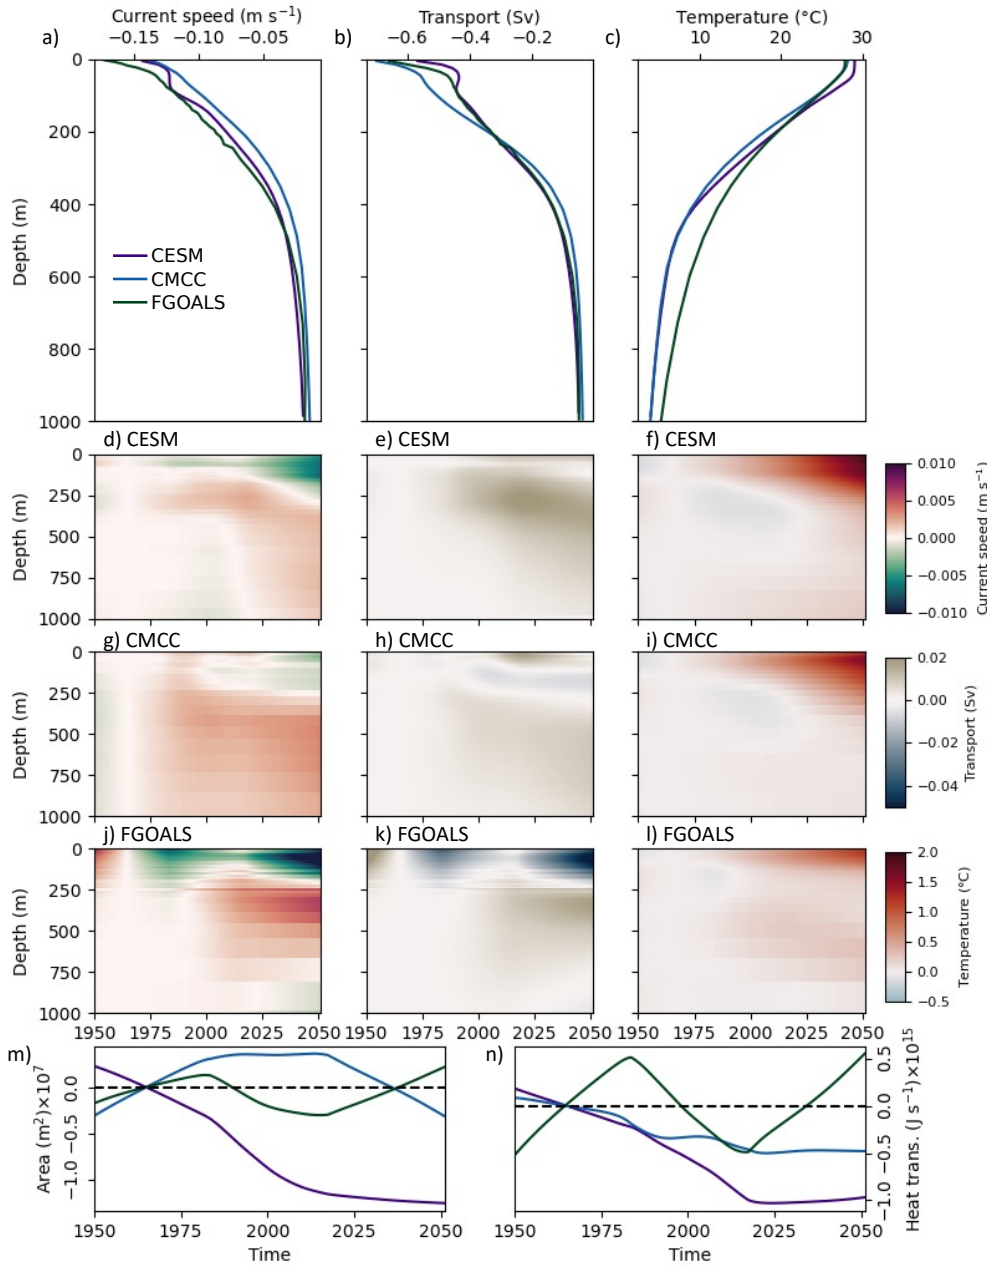 Current speed (m s⁻¹) Transport (Sv) Temperature (°C)
a) −0.15 −0.10 −0.05 b) −0.6 −0.4 −0.2 c) 10 20 30
0
200
400
600
800
1000
Depth (m)
CESM
CMCC
FGOALS
d) CESM e) CESM f) CESM
0
250
500
750
1000
Depth (m)
0.010
0.005
0.000
−0.005
−0.010
Current speed (m s⁻¹)
g) CMCC h) CMCC i) CMCC
0
250
500
750
1000
Depth (m)
0.02
0.00
−0.02
−0.04
Transport (Sv)
j) FGOALS k) FGOALS l) FGOALS
0
250
500
750
1000
Depth (m)
2.0
1.5
1.0
0.5
0.0
−0.5
Temperature (°C)
1950 1975 2000 2025 2050 1950 1975 2000 2025 2050 1950 1975 2000 2025 2050
m) n)
0.0
−0.5
−1.0
Area (m²)×10⁷
0.5
0.0
−0.5
−1.0
Heat trans. (J s⁻¹)×10¹⁵
1950 1975 2000 2025 2050 1950 1975 2000 2025 2050
Time Time